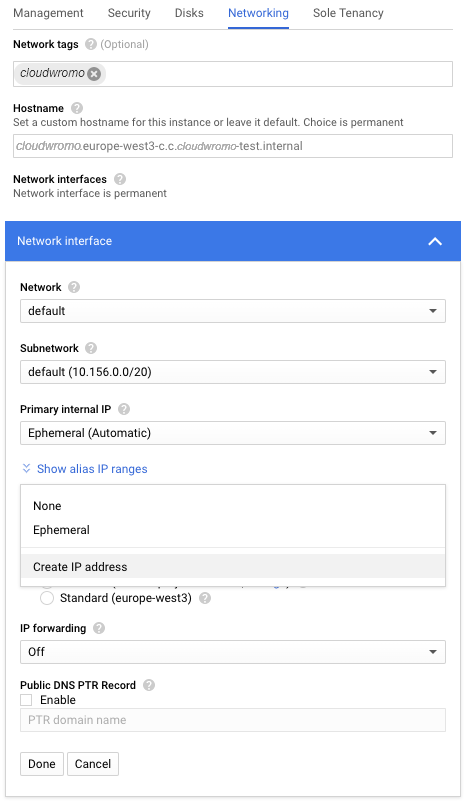 Management Security Disks Networking Sole Tenancy
Network tags (Optional)
cloudwromo
Hostname
Set a custom hostname for this instance or leave it default. Choice is permanent
cloudwromo.europe-west3-c.c.cloudwromo-test.internal
Network interfaces
Network interface is permanent
Network interface
Network
default
Subnetwork
default (10.156.0.0/20)
Primary internal IP
Ephemeral (Automatic)
Show alias IP ranges
None
Ephemeral
Create IP address
Standard (europe-west3)
IP forwarding
Off
Public DNS PTR Record
Enable
PTR domain name
Done Cancel